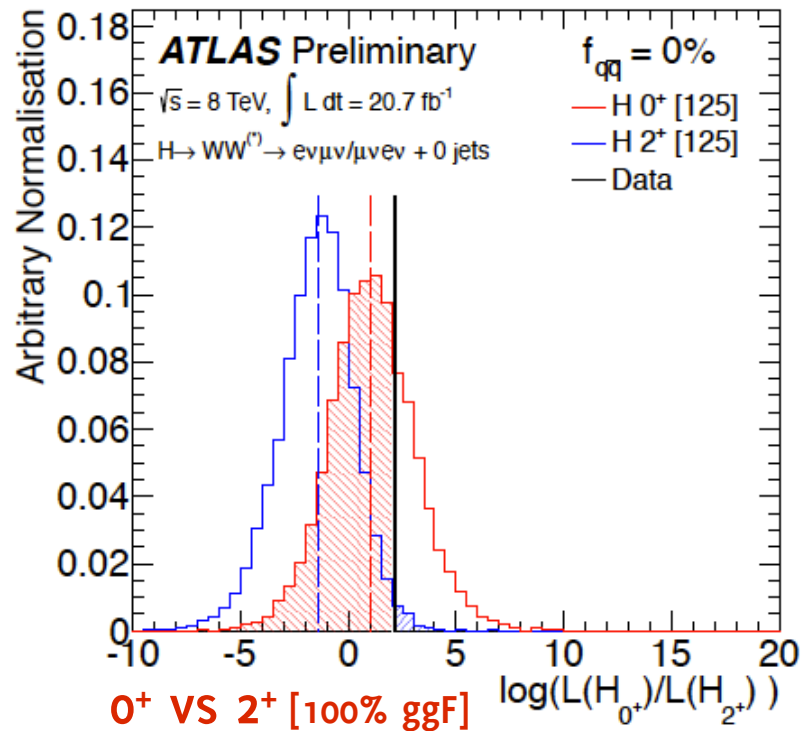 0.18
0.16
0.14
0.12
0.1
0.08
0.06
0.04
0.02
0
Arbitrary Normalisation
ATLAS Preliminary
√s = 8 TeV, ∫ L dt = 20.7 fb⁻¹
H→ WW⁽*⁾→ eνμν/μνeν + 0 jets
f_qq̅ = 0%
H 0⁺ [125]
H 2⁺ [125]
Data
-10 -5 0 5 10 15 20
log(L(H_0⁺)/L(H_2⁺) )
0⁺ VS 2⁺ [100% ggF]